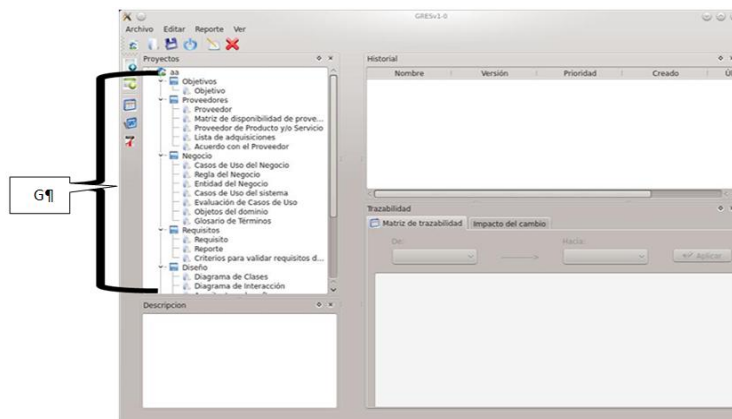 GRESv1-0
Archivo Editar Reporte Ver
Proyectos
aa
Objetivos
Objetivo
Proveedores
Proveedor
Matriz de disponibilidad de prove...
Proveedor de Producto y/o Servicio
Lista de adquisiciones
Acuerdo con el Proveedor
Negocio
Casos de Uso del Negocio
Regla del Negocio
Entidad del Negocio
Casos de Uso del sistema
Evaluación de Casos de Uso
Objetos del dominio
Glosario de Términos
Requisitos
Requisito
Reporte
Criterios para validar requisitos d...
Diseño
Diagrama de Clases
Diagrama de Interacción
G¶
Descripcion
Historial
Nombre Versión Prioridad Creado Úl
Trazabilidad
Matriz de trazabilidad Impacto del cambio
De: Hacia:
Aplicar